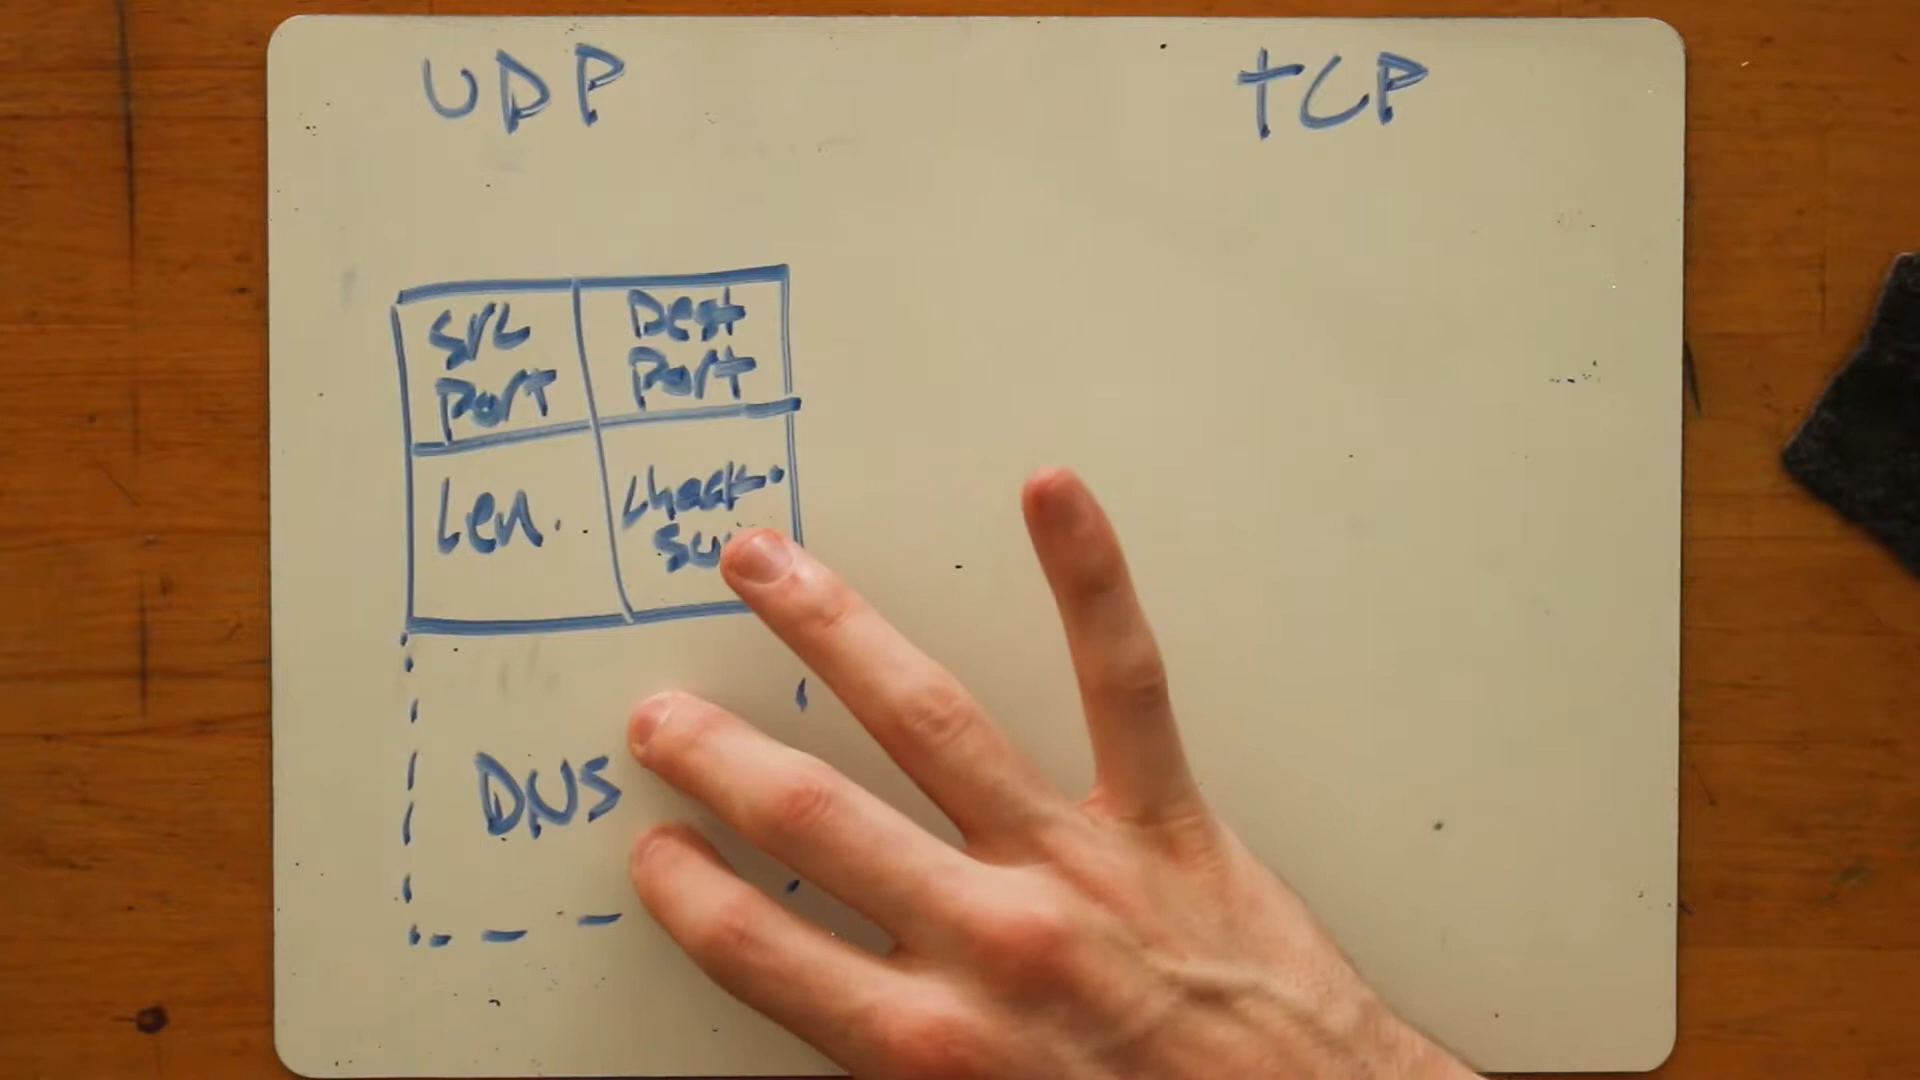 UDP
TCP
Src
Port
Dest
Port
Len.
Check-
DNS